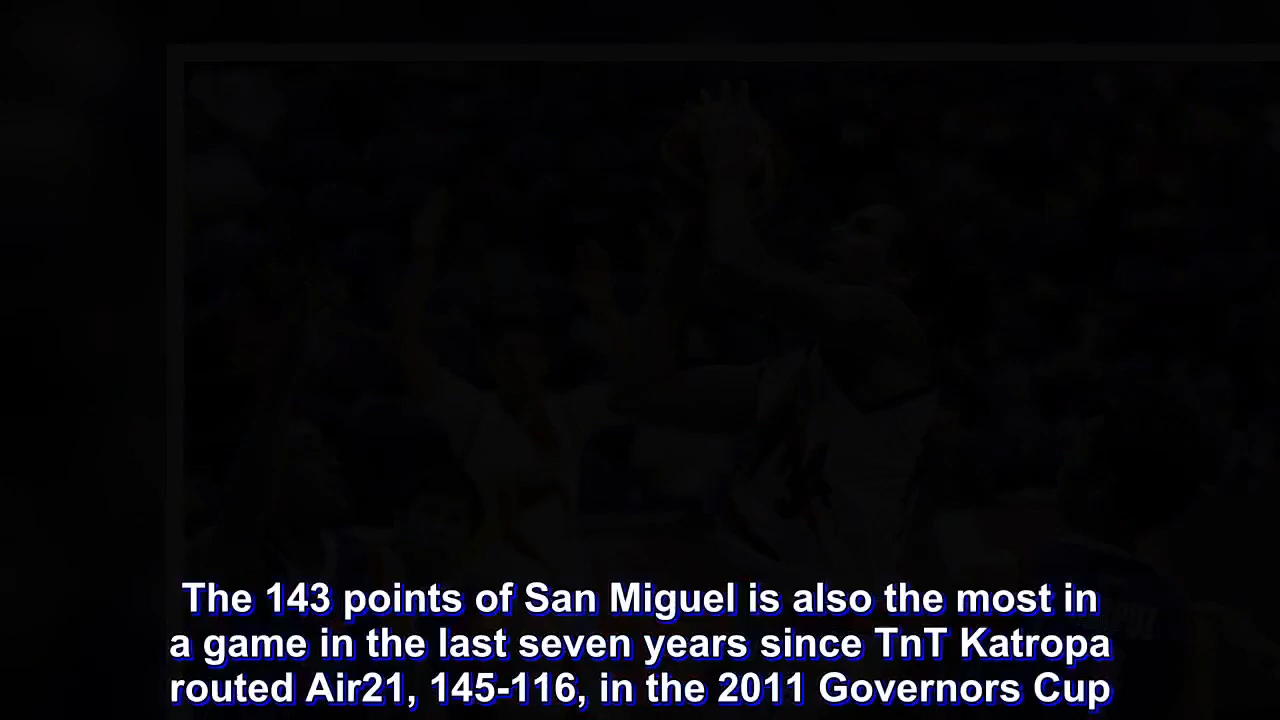 The 143 points of San Miguel is also the most in
a game in the last seven years since TnT Katropa
routed Air21, 145-116, in the 2011 Governors Cup